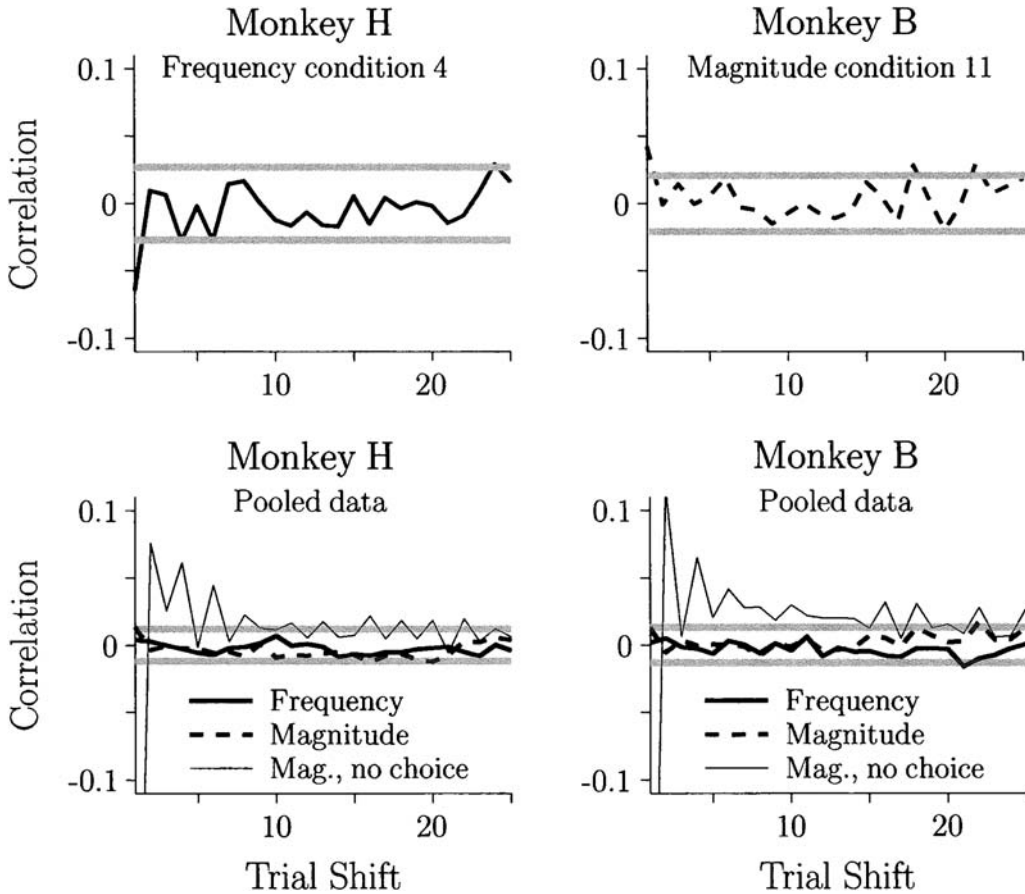 Monkey H
Monkey B
Frequency condition 4
Magnitude condition 11
Correlation
0.1
0
-0.1
10
20
0.1
0
-0.1
10
20
Monkey H
Monkey B
Pooled data
Pooled data
Correlation
0.1
0
-0.1
Frequency
Magnitude
Mag., no choice
10
20
Trial Shift
0.1
0
-0.1
Frequency
Magnitude
Mag., no choice
10
20
Trial Shift